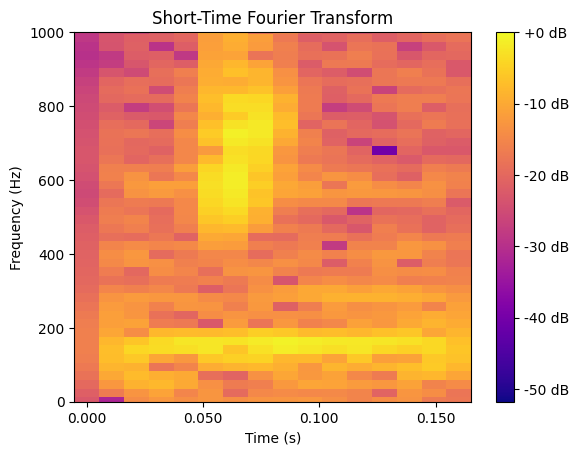 Short-Time Fourier Transform
1000
800
600
400
200
0
Frequency (Hz)
0.000
0.050
0.100
0.150
Time (s)
+0 dB
-10 dB
-20 dB
-30 dB
-40 dB
-50 dB